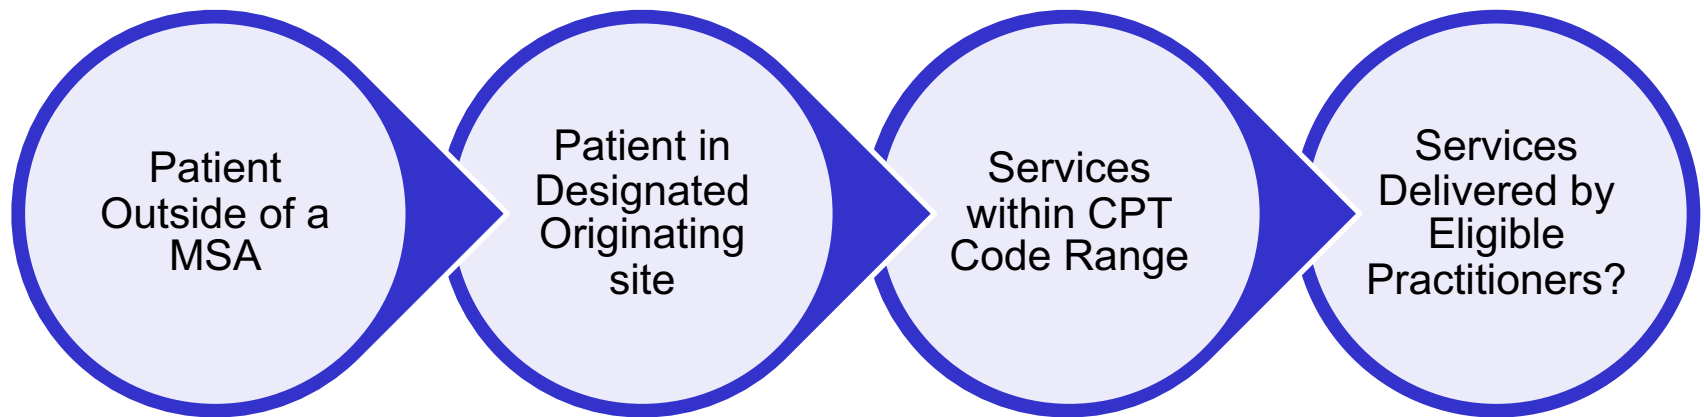 Patient
Outside of a
MSA
Patient in
Designated
Originating
site
Services
within CPT
Code Range
Services
Delivered by
Eligible
Practitioners?